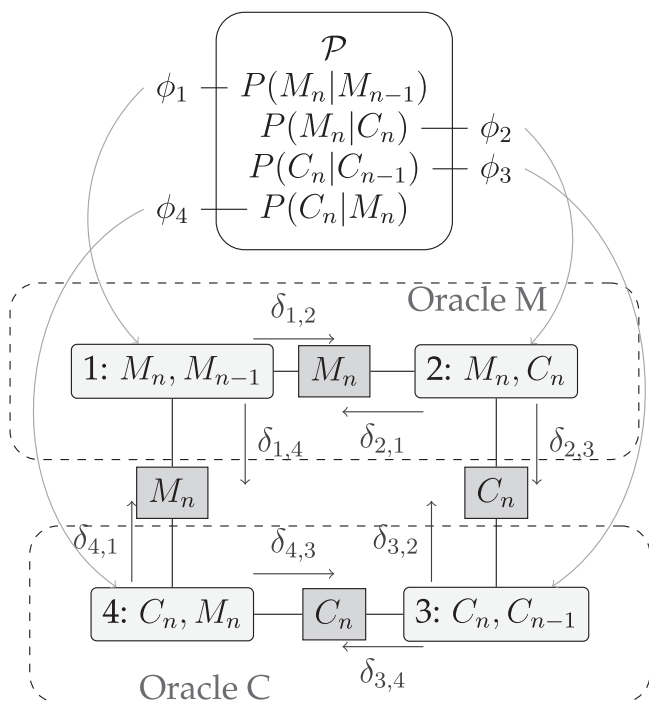 𝒫
ϕ₁ P(Mₙ|Mₙ₋₁)
P(Mₙ|Cₙ) ϕ₂
P(Cₙ|Cₙ₋₁) ϕ₃
ϕ₄ P(Cₙ|Mₙ)
Oracle M
δ₁,₂
1: Mₙ, Mₙ₋₁ Mₙ 2: Mₙ, Cₙ
δ₁,₄ δ₂,₁ δ₂,₃
Mₙ Cₙ
δ₄,₁ δ₄,₃ δ₃,₂
4: Cₙ, Mₙ Cₙ 3: Cₙ, Cₙ₋₁
δ₃,₄
Oracle C